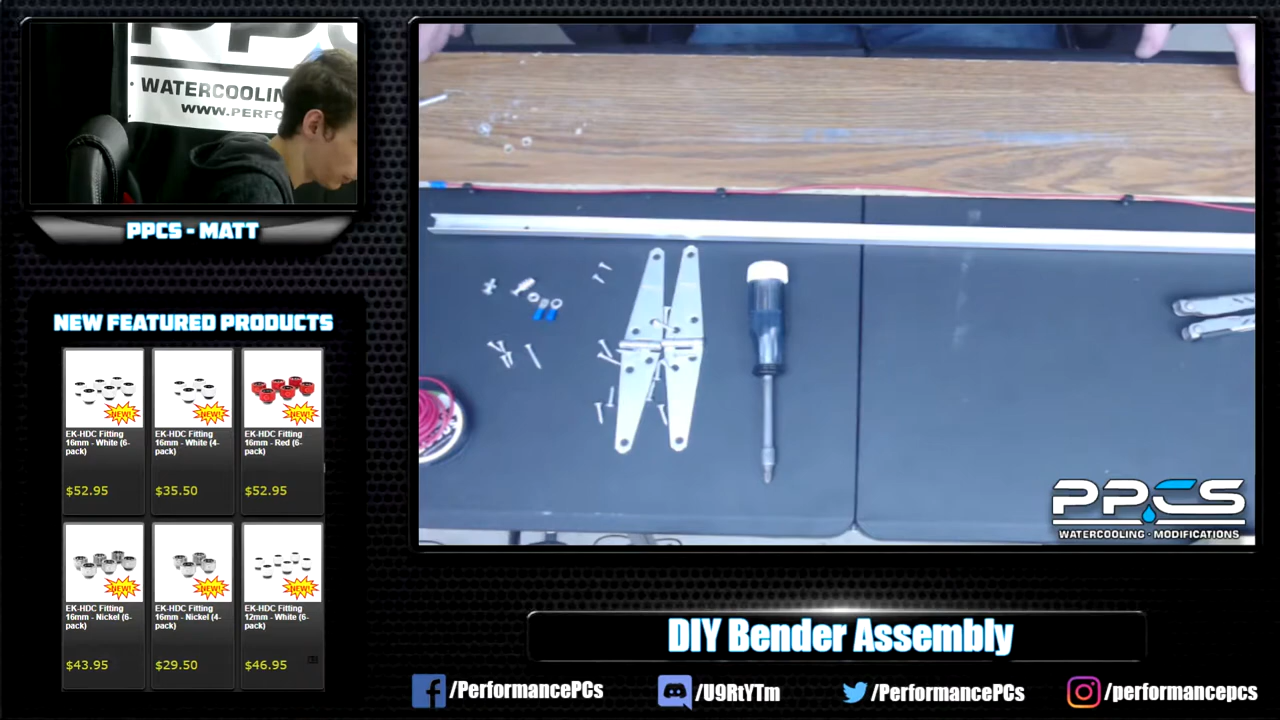 PPCS
WATERCOOLIN
WWW.PERFO
PPCS - MATT
NEW FEATURED PRODUCTS
NEW!
EK-HDC Fitting
16mm - White (6-
pack)
$52.95
NEW!
EK-HDC Fitting
16mm - White (4-
pack)
$35.50
NEW!
EK-HDC Fitting
16mm - Red (6-
pack)
$52.95
NEW!
EK-HDC Fitting
16mm - Nickel (6-
pack)
$43.95
NEW!
EK-HDC Fitting
16mm - Nickel (4-
pack)
$29.50
NEW!
EK-HDC Fitting
12mm - White (6-
pack)
$46.95
PPCS
WATERCOOLING - MODIFICATIONS
DIY Bender Assembly
/PerformancePCs
/U9RtYTm
/PerformancePCs
/performancepcs